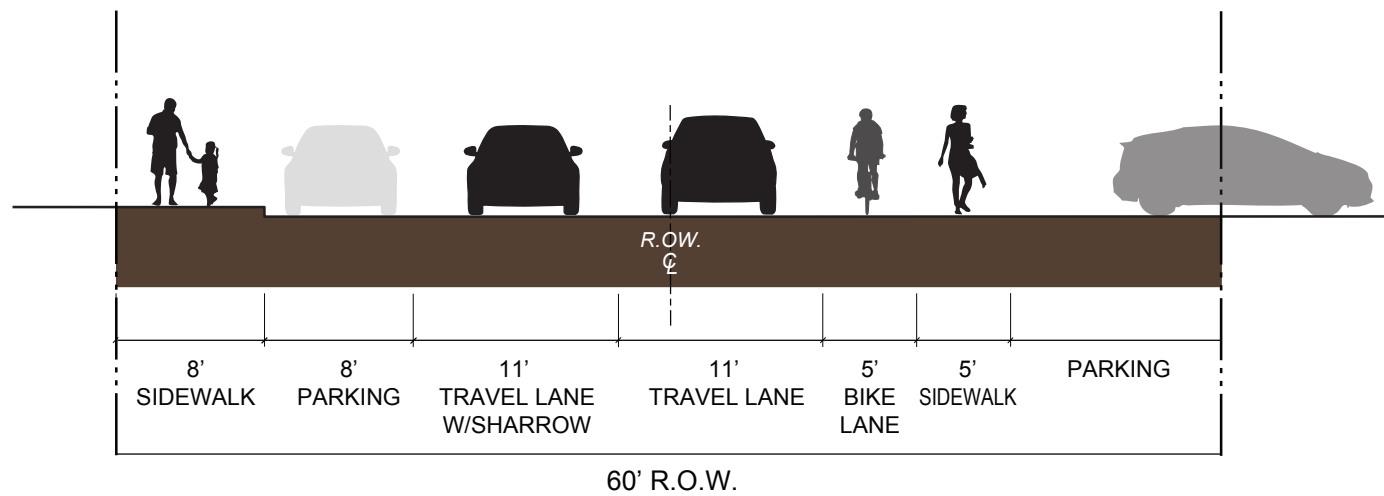 R.OW.
℄
8’
SIDEWALK
8’
PARKING
11’
TRAVEL LANE
W/SHARROW
11’
TRAVEL LANE
5’
BIKE
LANE
5’
SIDEWALK
PARKING
60’ R.O.W.